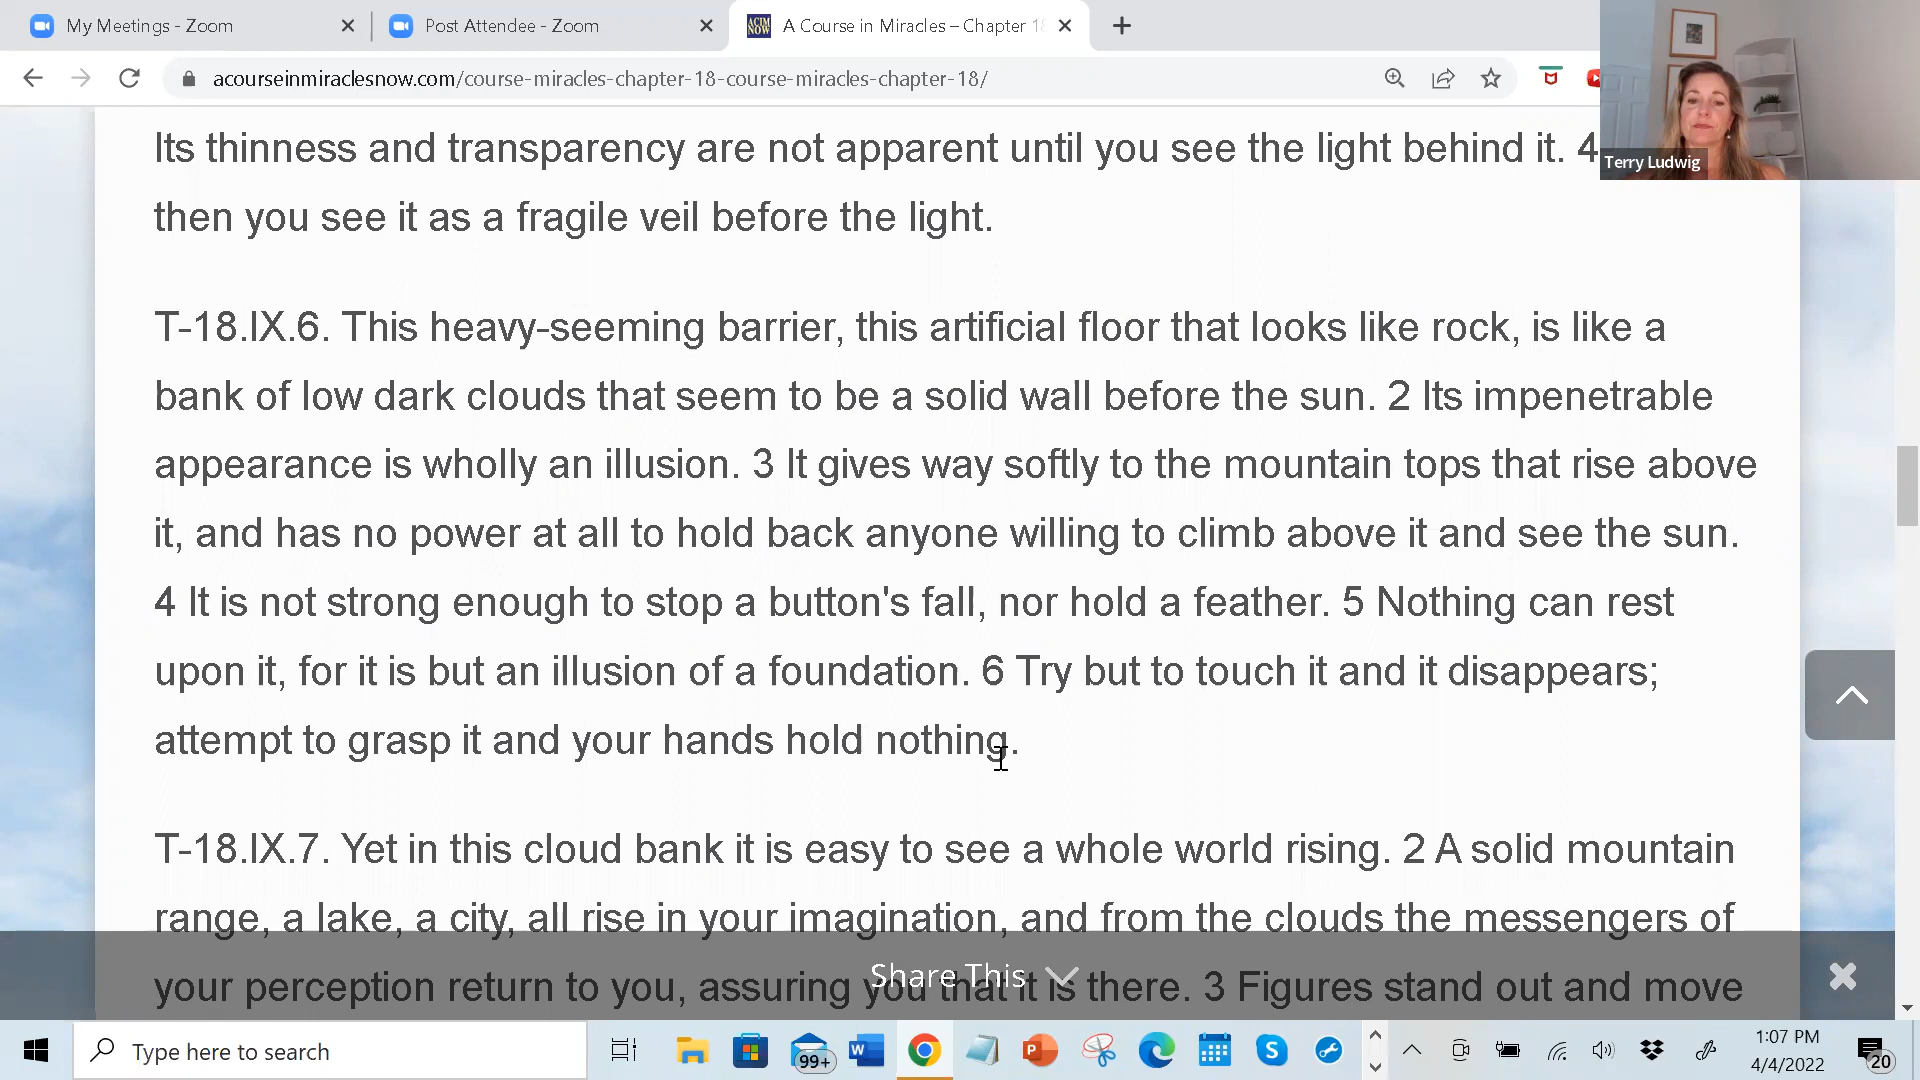 My Meetings - Zoom
Post Attendee - Zoom
ACIM NOW
A Course in Miracles – Chapter 18
acourseinmiraclesnow.com/course-miracles-chapter-18-course-miracles-chapter-18/
Terry Ludwig
Its thinness and transparency are not apparent until you see the light behind it. 4
then you see it as a fragile veil before the light.
T-18.IX.6. This heavy-seeming barrier, this artificial floor that looks like rock, is like a
bank of low dark clouds that seem to be a solid wall before the sun. 2 Its impenetrable
appearance is wholly an illusion. 3 It gives way softly to the mountain tops that rise above
it, and has no power at all to hold back anyone willing to climb above it and see the sun.
4 It is not strong enough to stop a button's fall, nor hold a feather. 5 Nothing can rest
upon it, for it is but an illusion of a foundation. 6 Try but to touch it and it disappears;
attempt to grasp it and your hands hold nothing.
T-18.IX.7. Yet in this cloud bank it is easy to see a whole world rising. 2 A solid mountain
range, a lake, a city, all rise in your imagination, and from the clouds the messengers of
your perception return to you, assuring you that it is there. 3 Figures stand out and move
Share This
Type here to search
99+
1:07 PM
4/4/2022
20